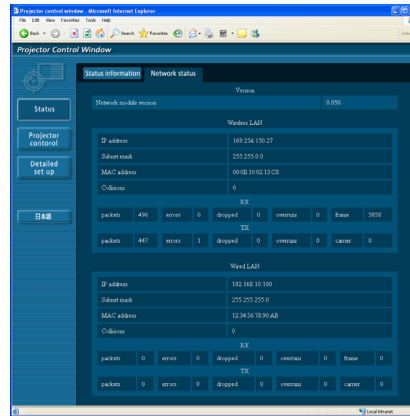 Projector control window - Microsoft Internet Explorer
File Edit View Favorites Tools Help
Back Search Favorites
Projector Control Window
Status information Network status
Version
Network module version 0.050
Status
Wireless LAN
IP address 169.254.150.27
Projector
contorol
Subnet mask 255.255.0.0
MAC address 00:0E:10:02:13:C8
Detailed
set up
Collisions 0
RX
packets 496 errors 0 dropped 0 overruns 0 frame 5858
日本語
TX
packets 447 errors 1 dropped 0 overruns 0 carrier 0
Wired LAN
IP address 192.168.10.100
Subnet mask 255.255.255.0
MAC address 12:34:56:78:90:AB
Collisions 0
RX
packets 0 errors 0 dropped 0 overruns 0 frame 0
TX
packets 0 errors 0 dropped 0 overruns 0 carrier 0
Local intranet